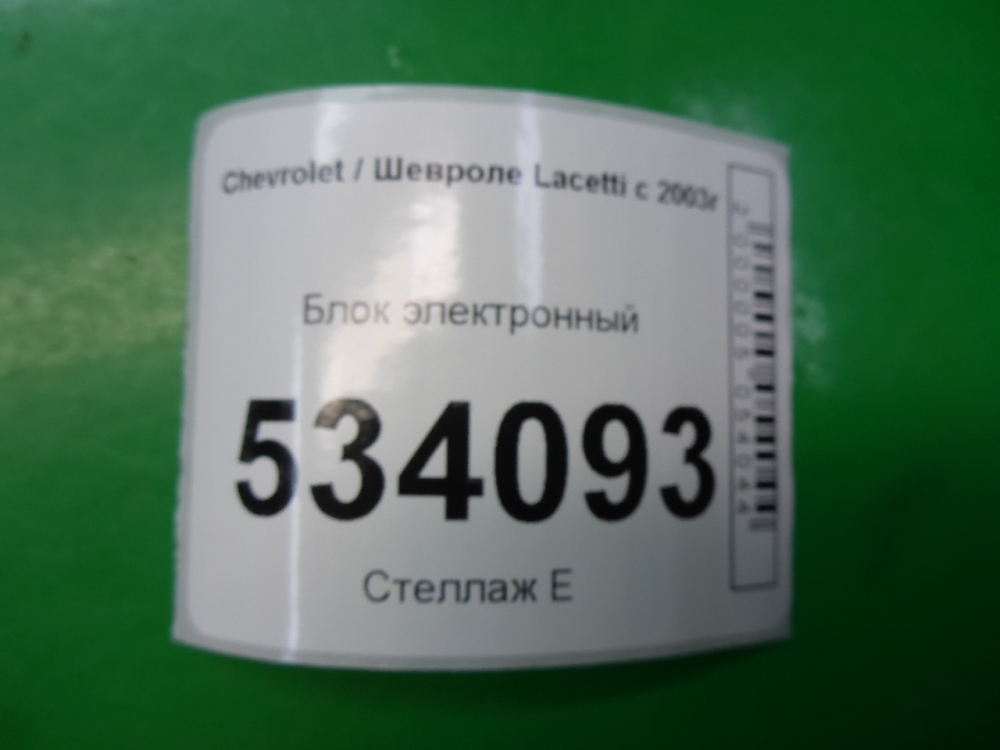 Chevrolet / Шевроле Lacetti с 2003г
Блок электронный
534093
Стеллаж Е